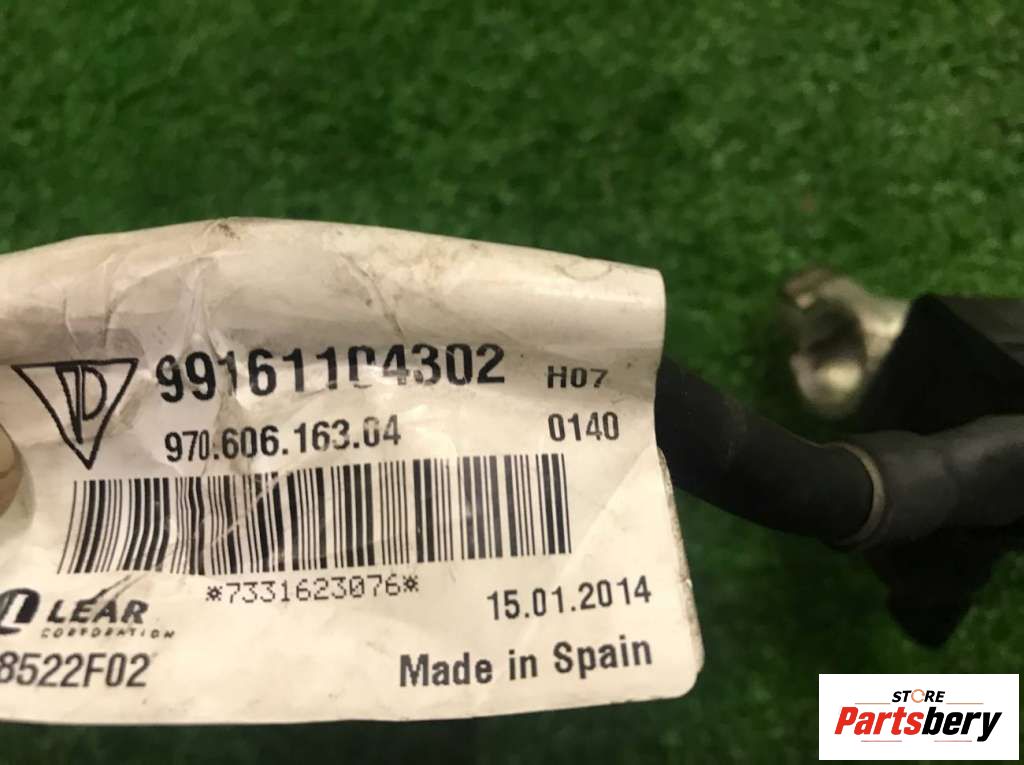 99161104302 H07
970.606.163.04 0140
*7331623076*
LEAR
CORPORATION
15.01.2014
8522F02
Made in Spain
STORE
Partsbery